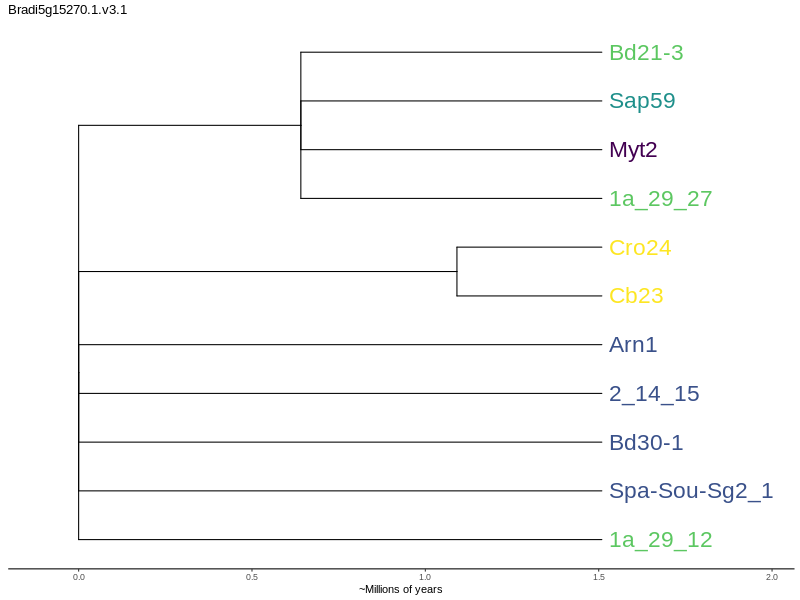 Bradi5g15270.1.v3.1
Bd21-3
Sap59
Myt2
1a_29_27
Cro24
Cb23
Arn1
2_14_15
Bd30-1
Spa-Sou-Sg2_1
1a_29_12
0.0 0.5 1.0 1.5 2.0
~Millions of years